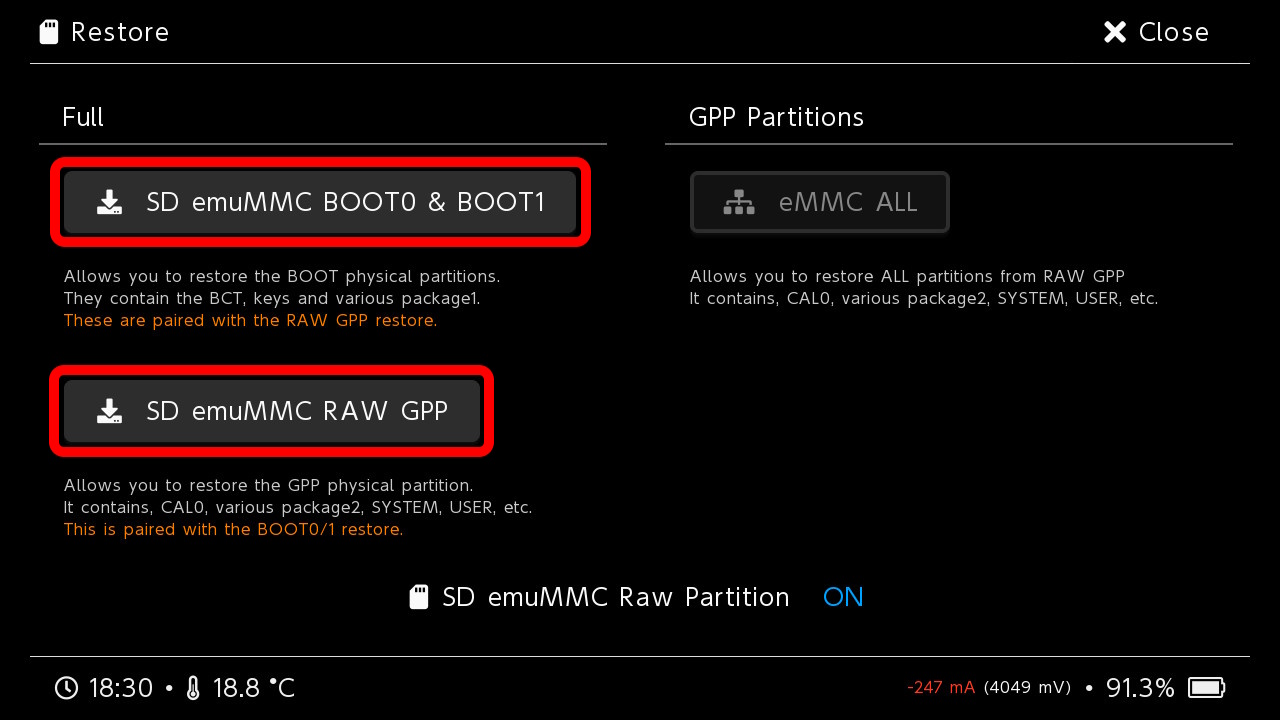 Restore
Close
Full
SD emuMMC BOOT0 & BOOT1
Allows you to restore the BOOT physical partitions.
They contain the BCT, keys and various package1.
These are paired with the RAW GPP restore.
SD emuMMC RAW GPP
Allows you to restore the GPP physical partition.
It contains, CAL0, various package2, SYSTEM, USER, etc.
This is paired with the BOOT0/1 restore.
GPP Partitions
eMMC ALL
Allows you to restore ALL partitions from RAW GPP
It contains, CAL0, various package2, SYSTEM, USER, etc.
SD emuMMC Raw Partition ON
18:30 • 18.8 °C
-247 mA (4049 mV) • 91.3%